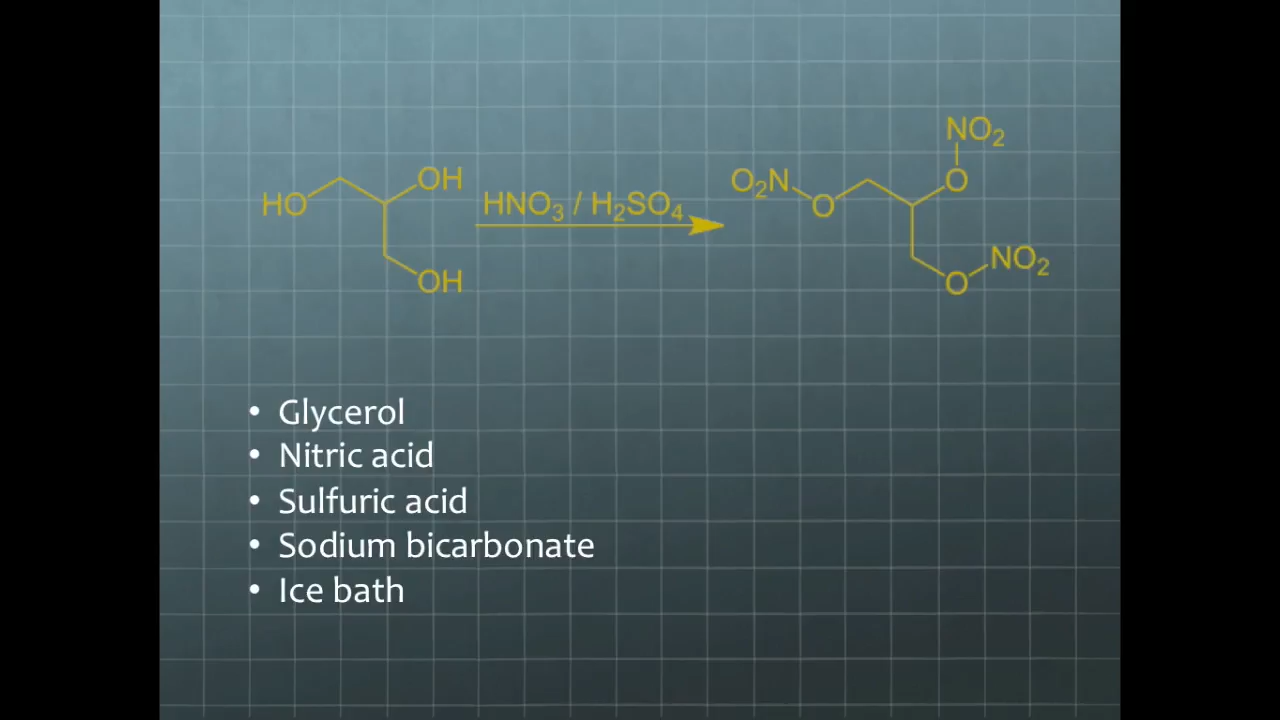 HO
OH
OH
HNO₃ / H₂SO₄
O₂N
O
NO₂
O
NO₂
O
• Glycerol
• Nitric acid
• Sulfuric acid
• Sodium bicarbonate
• Ice bath